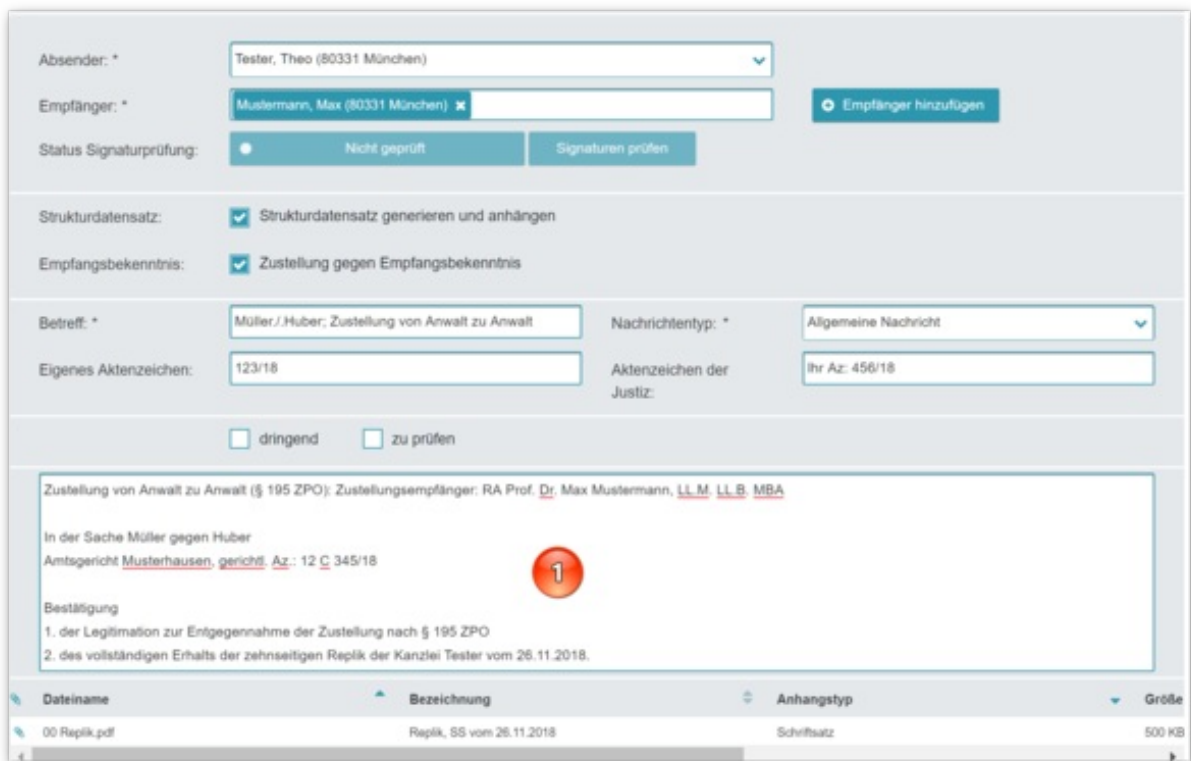 Absender: * Tester, Theo (80331 München)
Empfänger: * Mustermann, Max (80331 München) Empfänger hinzufügen
Status Signaturprüfung: Nicht geprüft Signaturen prüfen
Strukturdatensatz: Strukturdatensatz generieren und anhängen
Empfangsbekenntnis: Zustellung gegen Empfangsbekenntnis
Betreff: * Müller./.Huber; Zustellung von Anwalt zu Anwalt Nachrichtentyp: * Allgemeine Nachricht
Eigenes Aktenzeichen: 123/18 Aktenzeichen der Justiz: Ihr Az: 456/18
dringend zu prüfen
Zustellung von Anwalt zu Anwalt (§ 195 ZPO): Zustellungsempfänger: RA Prof. Dr. Max Mustermann, LL.M. LL.B. MBA
In der Sache Müller gegen Huber
Amtsgericht Musterhausen, gerichtl. Az.: 12 C 345/18
1
Bestätigung
1. der Legitimation zur Entgegennahme der Zustellung nach § 195 ZPO
2. des vollständigen Erhalts der zehnseitigen Replik der Kanzlei Tester vom 26.11.2018.
Dateiname Bezeichnung Anhangstyp Größe
00 Replik.pdf Replik, SS vom 26.11.2018 Schriftsatz 500 KB